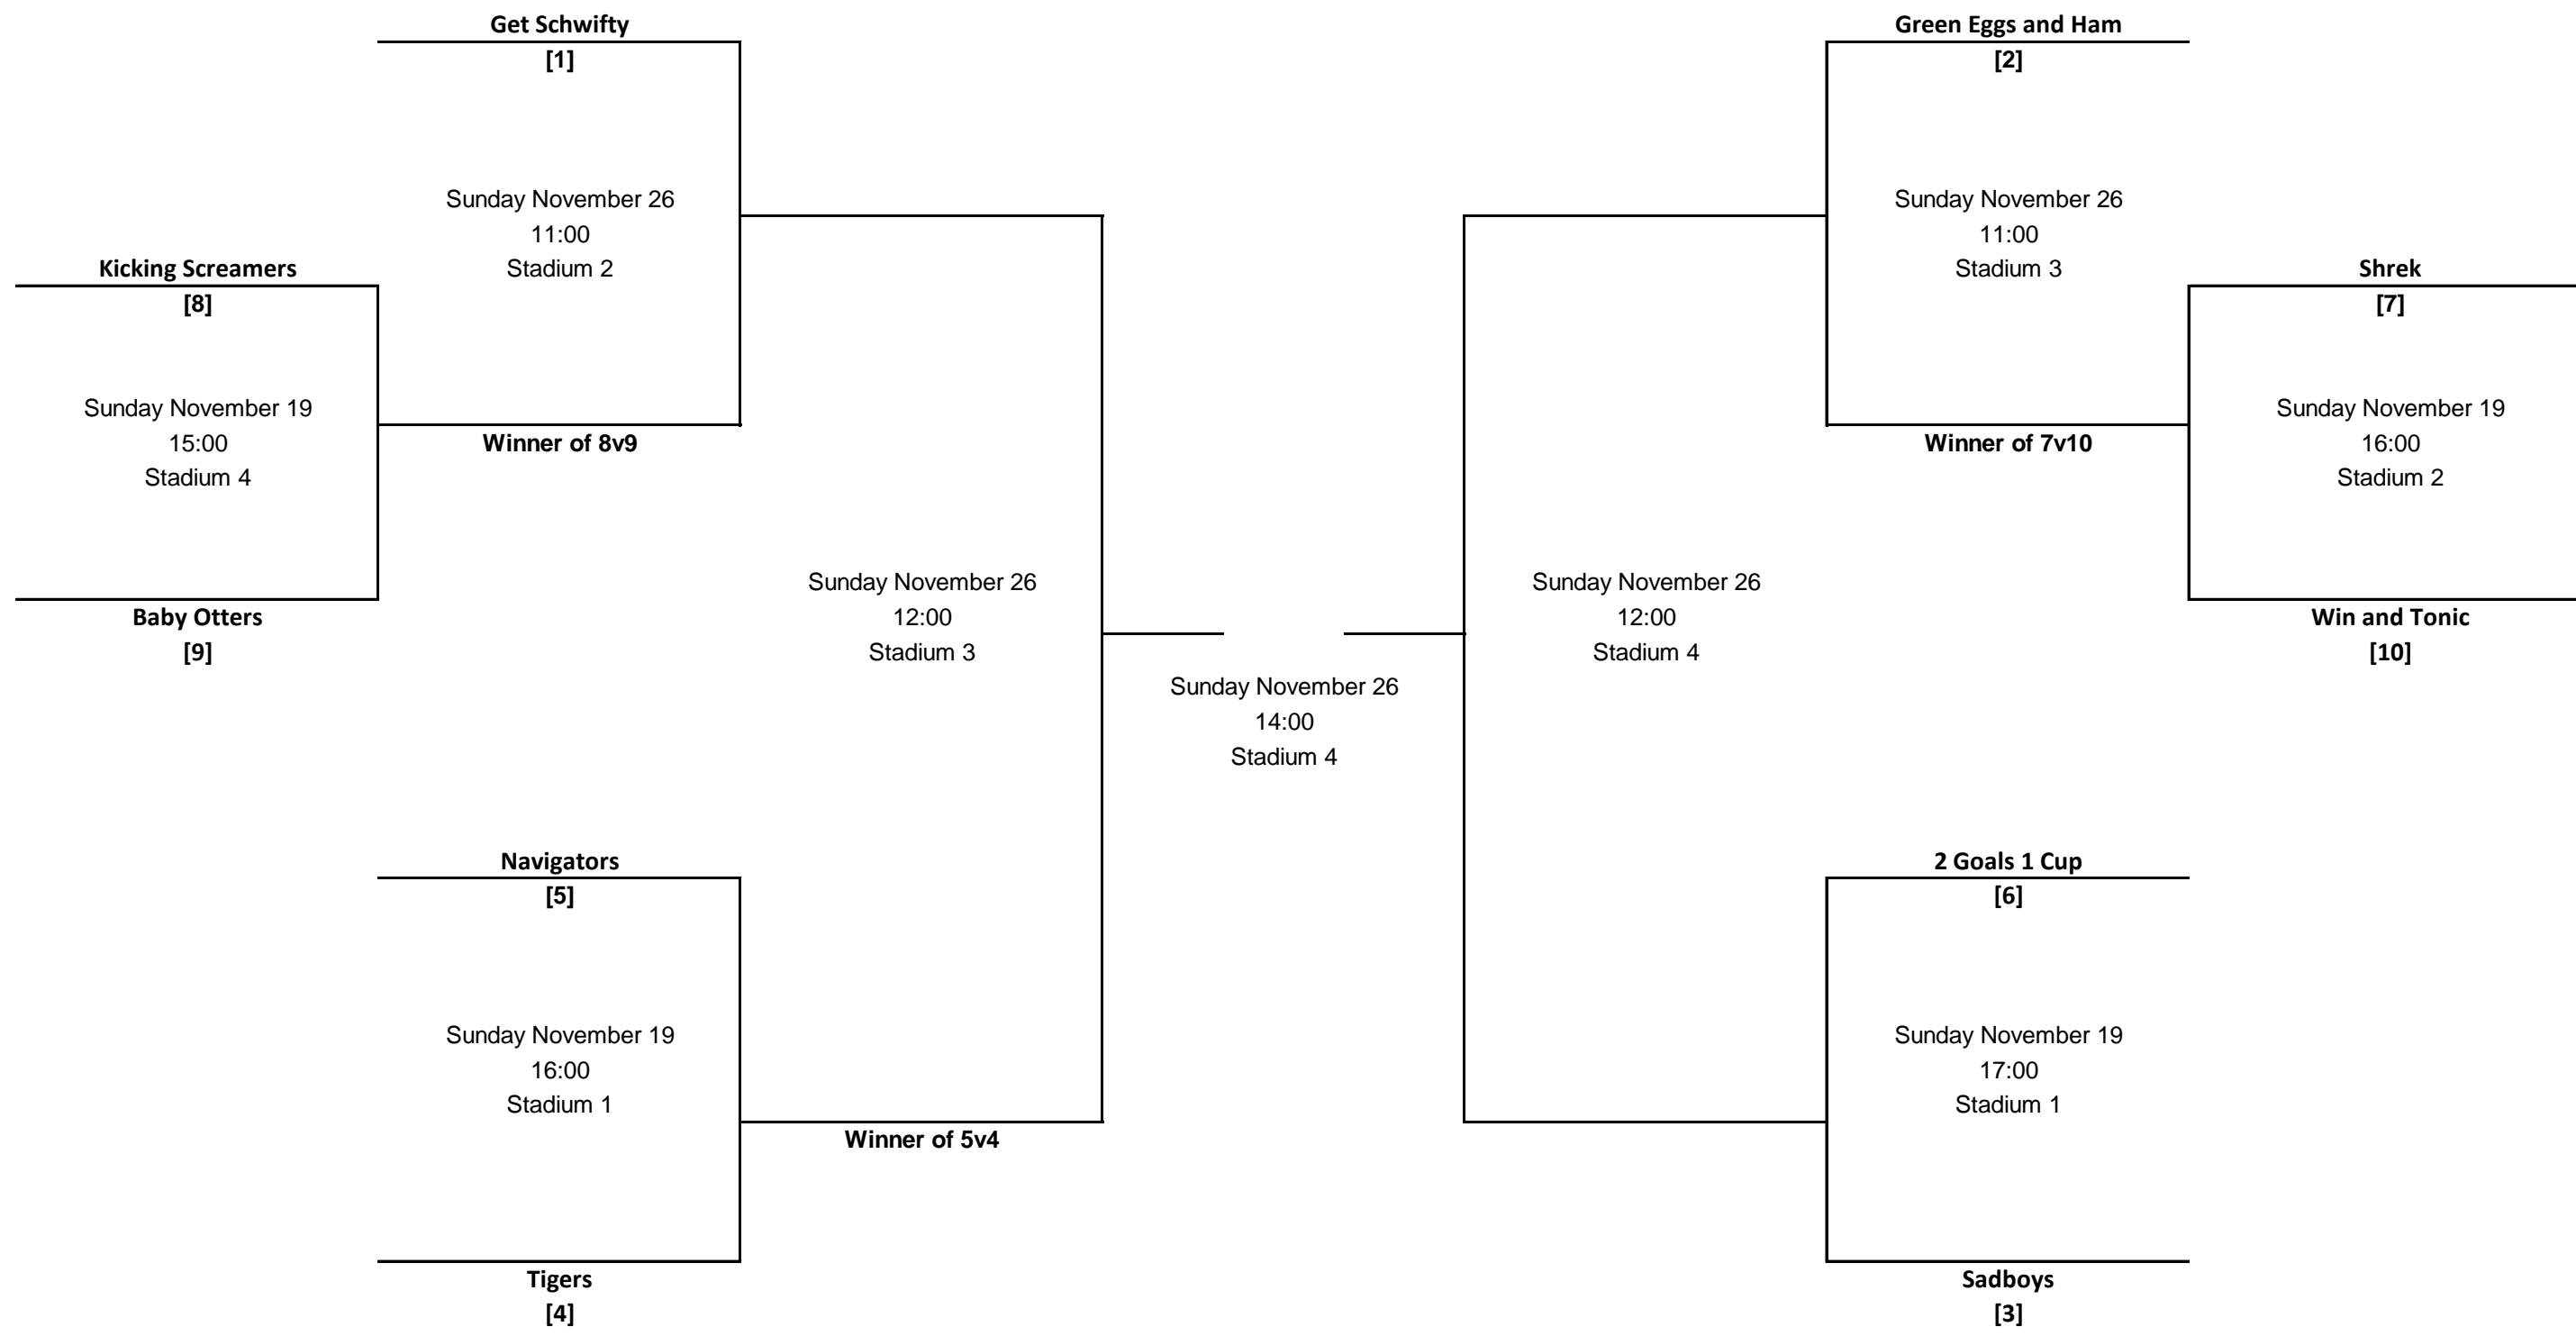 Get Schwifty
[1]
Green Eggs and Ham
[2]
Sunday November 26
11:00
Stadium 2
Sunday November 26
11:00
Stadium 3
Kicking Screamers
[8]
Shrek
[7]
Sunday November 19
15:00
Stadium 4
Winner of 8v9
Winner of 7v10
Sunday November 19
16:00
Stadium 2
Baby Otters
[9]
Sunday November 26
12:00
Stadium 3
Sunday November 26
12:00
Stadium 4
Win and Tonic
[10]
Sunday November 26
14:00
Stadium 4
Navigators
[5]
2 Goals 1 Cup
[6]
Sunday November 19
16:00
Stadium 1
Sunday November 19
17:00
Stadium 1
Winner of 5v4
Tigers
[4]
Sadboys
[3]